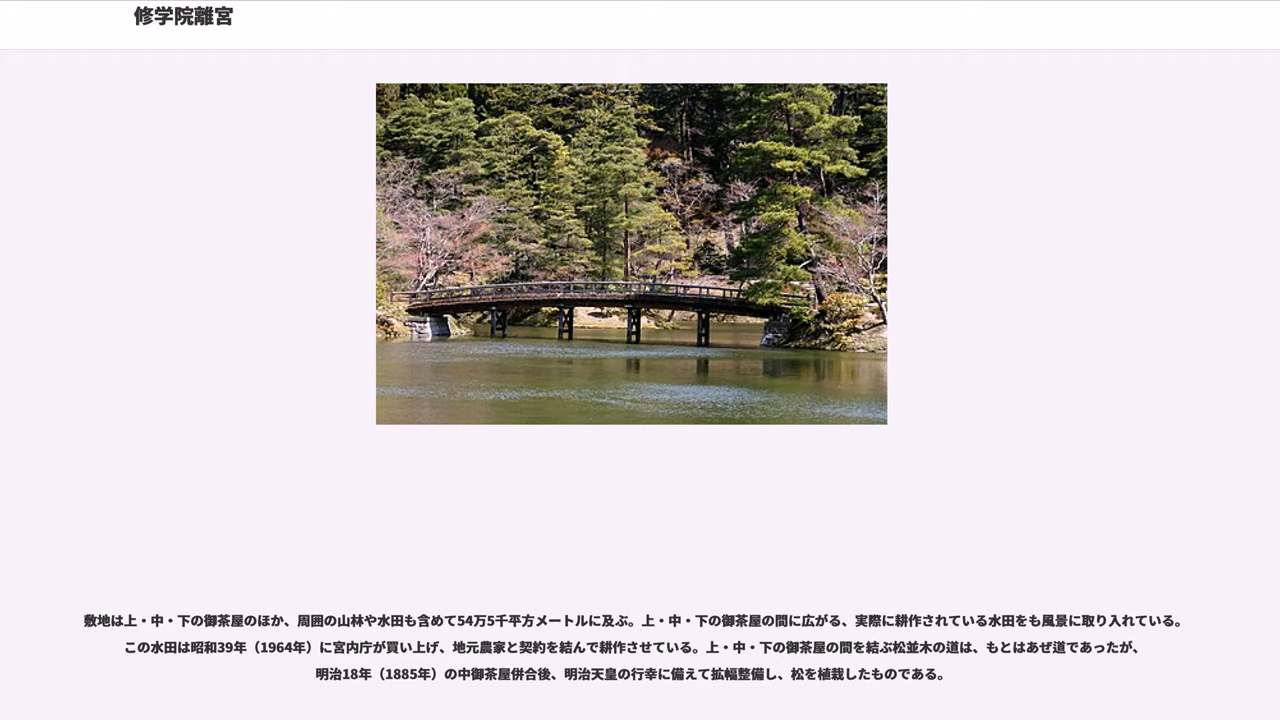 修学院離宮
敷地は上・中・下の御茶屋のほか、周囲の山林や水田も含めて54万5千平方メートルに及ぶ。上・中・下の御茶屋の間に広がる、実際に耕作されている水田をも風景に取り入れている。
この水田は昭和39年（1964年）に宮内庁が買い上げ、地元農家と契約を結んで耕作させている。上・中・下の御茶屋の間を結ぶ松並木の道は、もとはあぜ道であったが、
明治18年（1885年）の中御茶屋併合後、明治天皇の行幸に備えて拡幅整備し、松を植栽したものである。